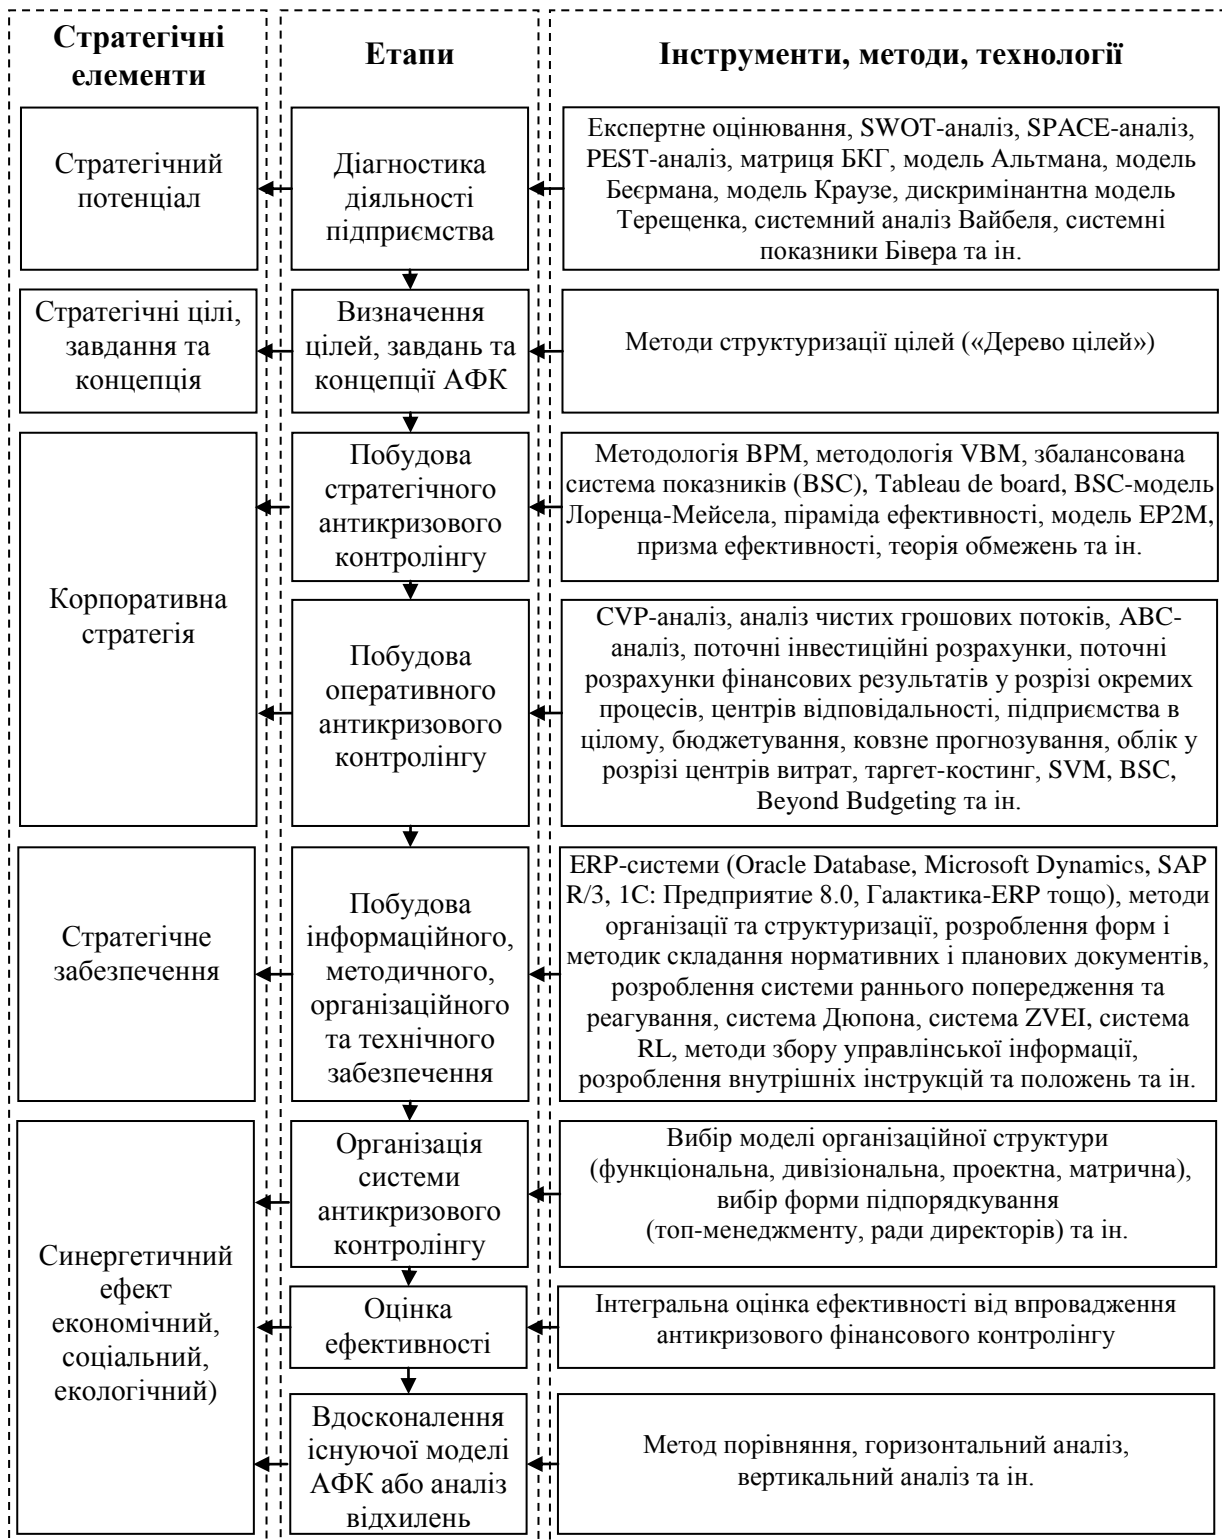 Стратегічні
елементи
Етапи
Інструменти, методи, технології
Стратегічний
потенціал
Діагностика
діяльності
підприємства
Експертне оцінювання, SWOT-аналіз, SPACE-аналіз,
PEST-аналіз, матриця БКГ, модель Альтмана, модель
Беєрмана, модель Краузе, дискримінантна модель
Терещенка, системний аналіз Вайбеля, системні
показники Бівера та ін.
Стратегічні цілі,
завдання та
концепція
Визначення
цілей, завдань та
концепції АФК
Методи структуризації цілей («Дерево цілей»)
Корпоративна
стратегія
Побудова
стратегічного
антикризового
контролінгу
Методологія BPM, методологія VBM, збалансована
система показників (BSC), Tableau de board, BSC-модель
Лоренца-Мейсела, піраміда ефективності, модель EP2M,
призма ефективності, теорія обмежень та ін.
Побудова
оперативного
антикризового
контролінгу
CVP-аналіз, аналіз чистих грошових потоків, ABC-
аналіз, поточні інвестиційні розрахунки, поточні
розрахунки фінансових результатів у розрізі окремих
процесів, центрів відповідальності, підприємства в
цілому, бюджетування, ковзне прогнозування, облік у
розрізі центрів витрат, таргет-костинг, SVM, BSC,
Beyond Budgeting та ін.
Стратегічне
забезпечення
Побудова
інформаційного,
методичного,
організаційного
та технічного
забезпечення
ERP-системи (Oracle Database, Microsoft Dynamics, SAP
R/3, 1С: Предприятие 8.0, Галактика-ERP тощо), методи
організації та структуризації, розроблення форм і
методик складання нормативних і планових документів,
розроблення системи раннього попередження та
реагування, система Дюпона, система ZVEI, система
RL, методи збору управлінської інформації,
розроблення внутрішніх інструкцій та положень та ін.
Синергетичний
ефект
економічний,
соціальний,
екологічний)
Організація
системи
антикризового
контролінгу
Вибір моделі організаційної структури
(функціональна, дивізіональна, проектна, матрична),
вибір форми підпорядкування
(топ-менеджменту, ради директорів) та ін.
Оцінка
ефективності
Інтегральна оцінка ефективності від впровадження
антикризового фінансового контролінгу
Вдосконалення
існуючої моделі
АФК або аналіз
відхилень
Метод порівняння, горизонтальний аналіз,
вертикальний аналіз та ін.